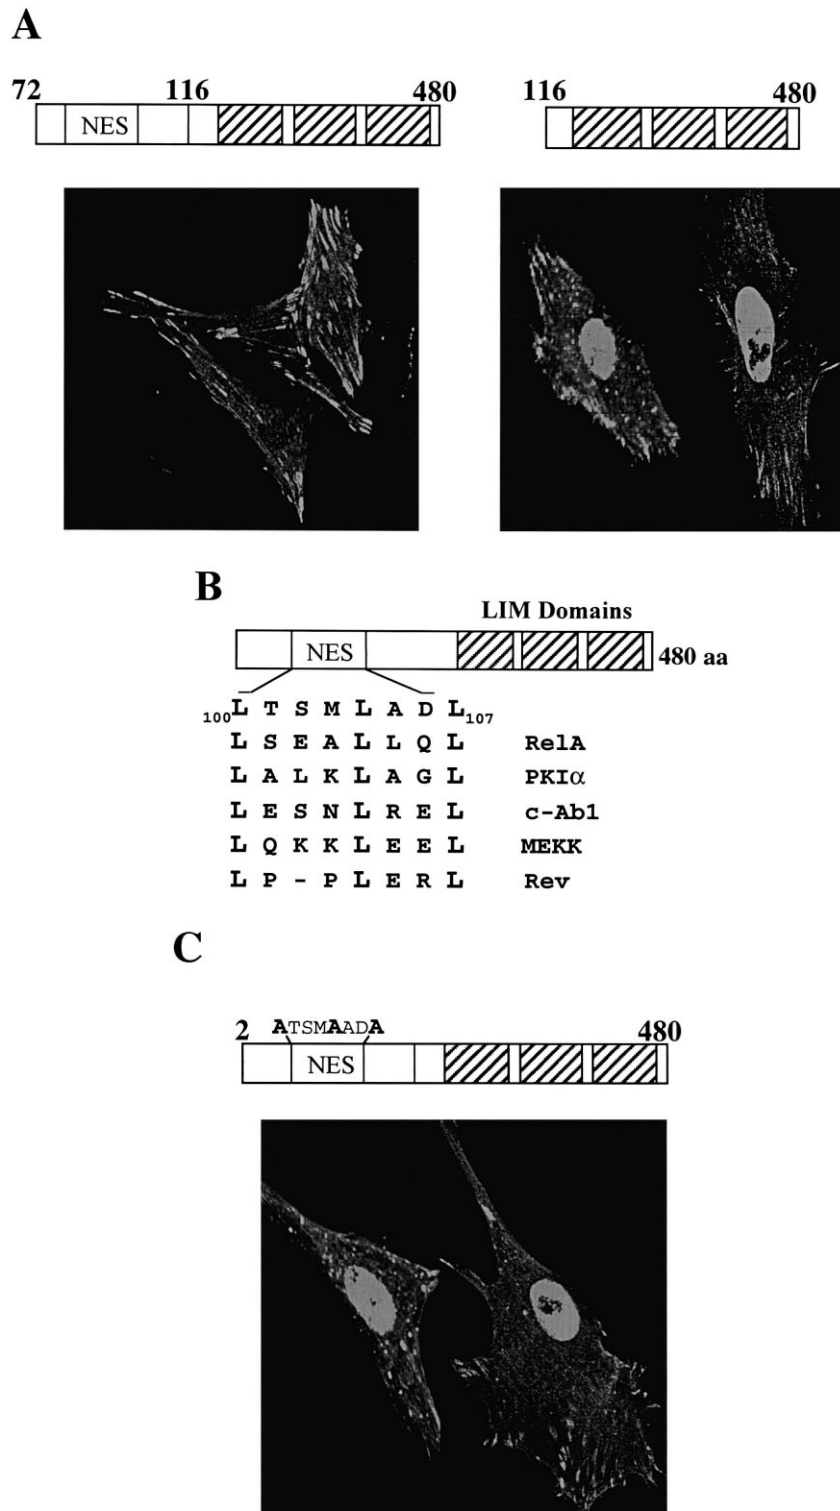 A
72 116 480
NES
116 480
B
LIM Domains
NES
480 aa
100L T S M L A D L107
L S E A L L Q L RelA
L A L K L A G L PKIα
L E S N L R E L c-Ab1
L Q K K L E E L MEKK
L P - P L E R L Rev
C
2 ATSMAADA 480
NES